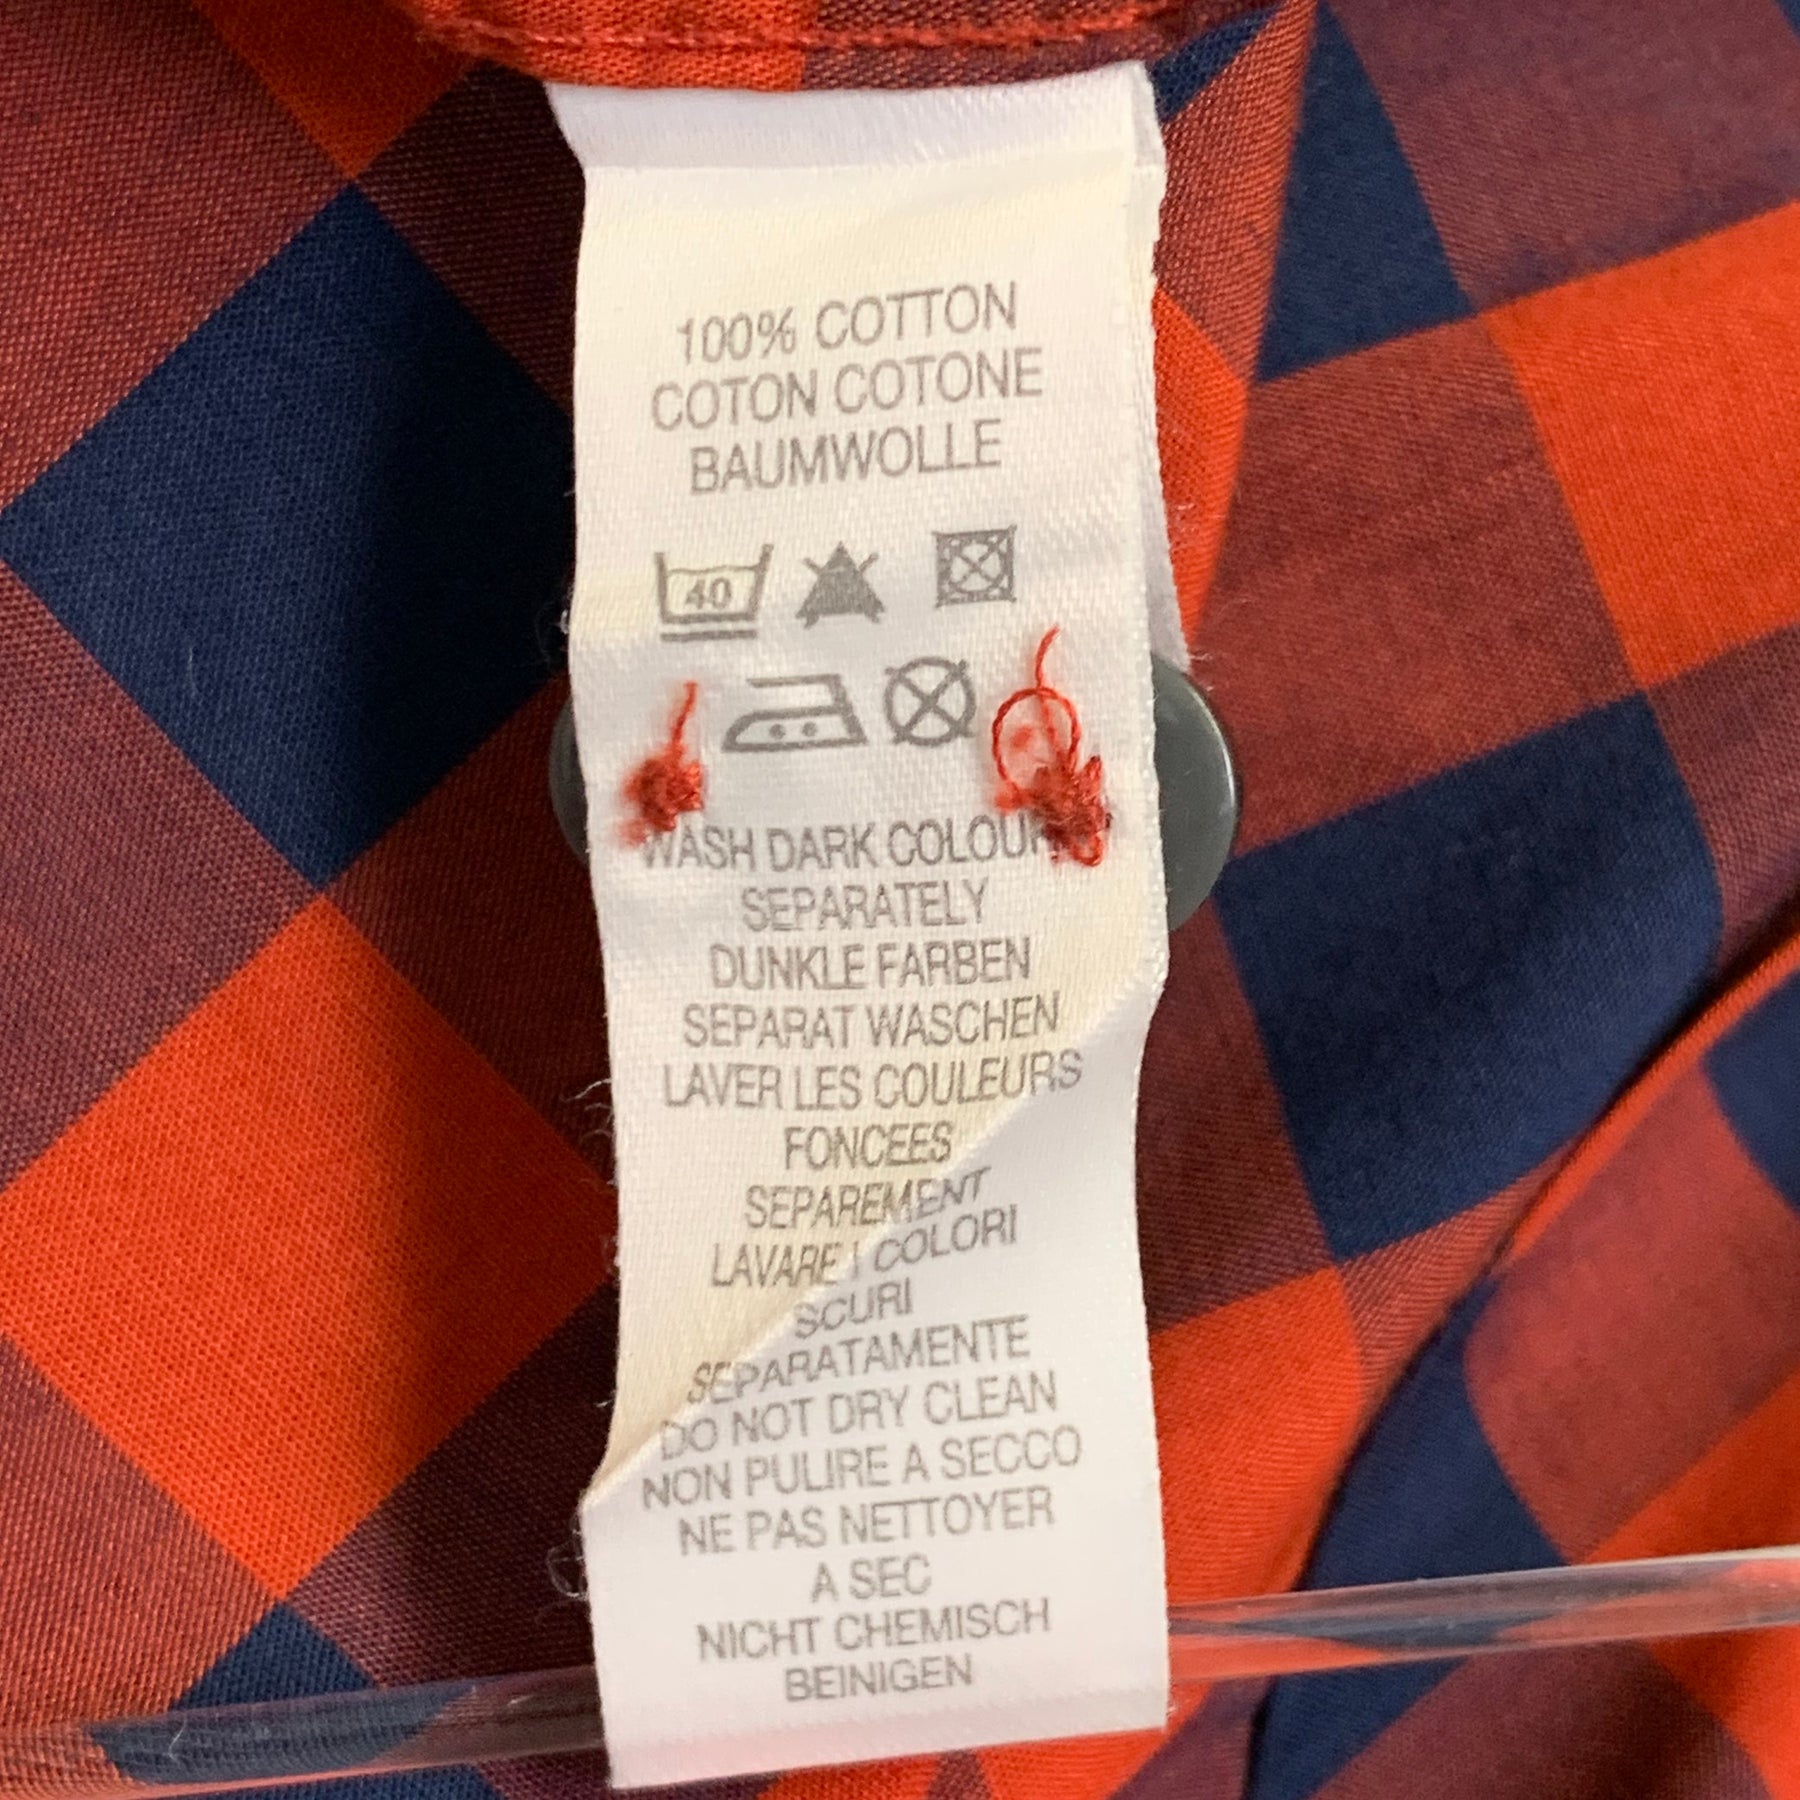 100% COTTON
COTON COTONE
BAUMWOLLE
40
WASH DARK COLOUR
SEPARATELY
DUNKLE FARBEN
SEPARAT WASCHEN
LAVER LES COULEURS
FONCEES
SEPAREMENT
LAVARE I COLORI
SCURI
SEPARATAMENTE
DO NOT DRY CLEAN
NON PULIRE A SECCO
NE PAS NETTOYER
A SEC
NICHT CHEMISCH
BEINIGEN